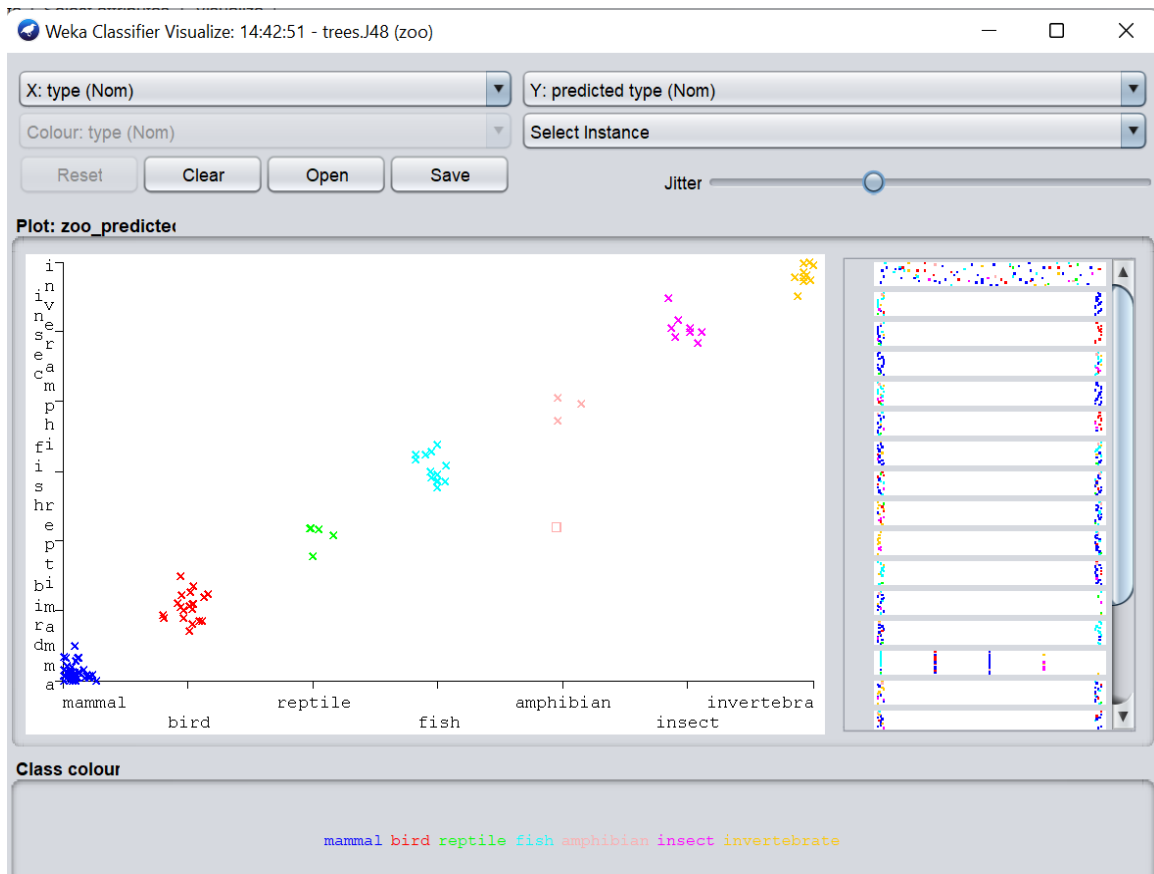 Weka Classifier Visualize: 14:42:51 - trees.J48 (zoo)
X: type (Nom)
Y: predicted type (Nom)
Colour: type (Nom)
Select Instance
Reset
Clear
Open
Save
Jitter
Plot: zoo_predicted
mammal
bird
reptile
fish
amphibian
insect
invertebra
Class colour
mammal bird reptile fish amphibian insect invertebrate